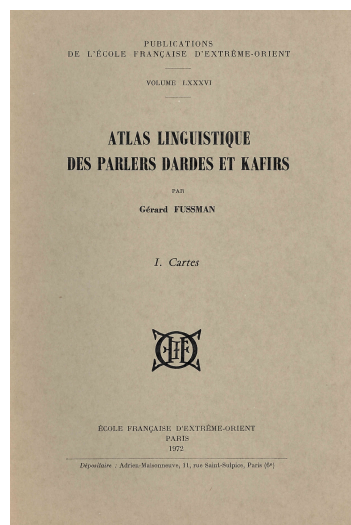 PUBLICATIONS
DE L'ÉCOLE FRANÇAISE D'EXTRÊME-ORIENT
VOLUME LXXXVI
ATLAS LINGUISTIQUE
DES PARLERS DARDES ET KAFIRS
PAR
Gérard FUSSMAN
I. Cartes
ÉCOLE FRANÇAISE D'EXTRÊME-ORIENT
PARIS
1972
Dépositaire : Adrien-Maisonneuve, 11, rue Saint-Sulpice, Paris (6e)